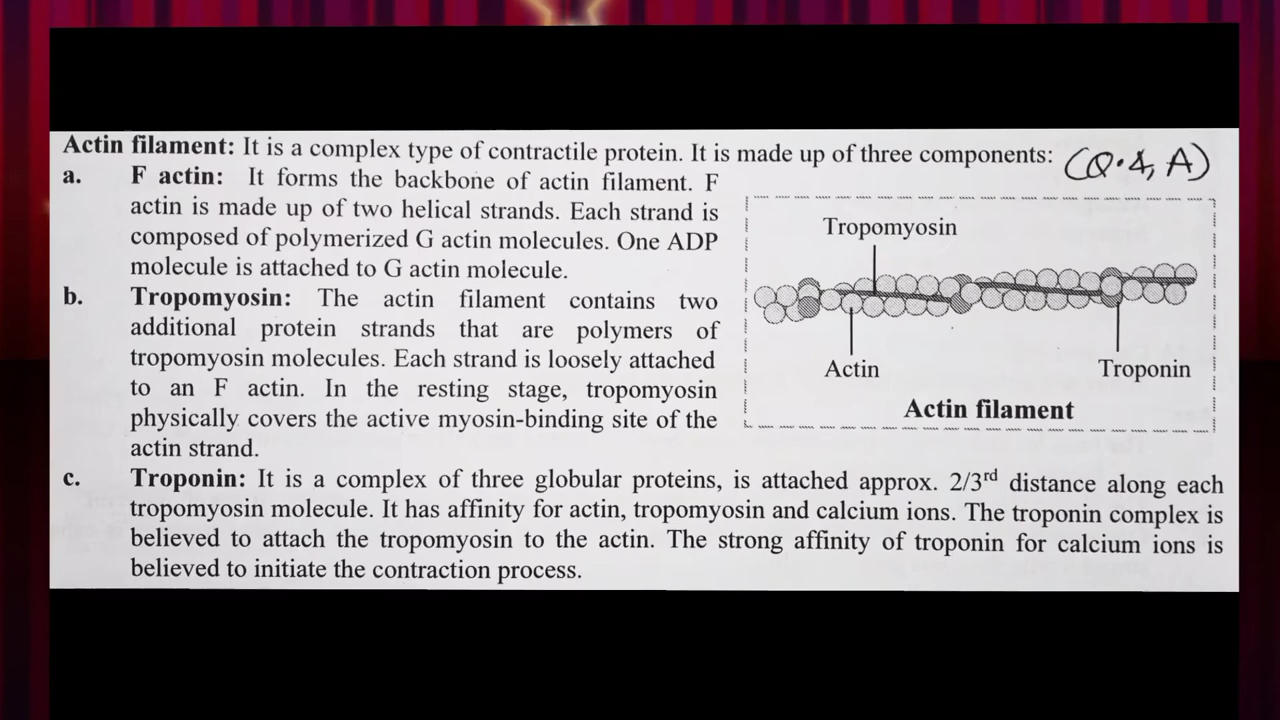 Actin filament: It is a complex type of contractile protein. It is made up of three components: (Q.4, A)
a. F actin: It forms the backbone of actin filament. F
actin is made up of two helical strands. Each strand is
composed of polymerized G actin molecules. One ADP
molecule is attached to G actin molecule.
b. Tropomyosin: The actin filament contains two
additional protein strands that are polymers of
tropomyosin molecules. Each strand is loosely attached
to an F actin. In the resting stage, tropomyosin
physically covers the active myosin-binding site of the
actin strand.
Tropomyosin
Actin
Troponin
Actin filament
c. Troponin: It is a complex of three globular proteins, is attached approx. 2/3rd distance along each
tropomyosin molecule. It has affinity for actin, tropomyosin and calcium ions. The troponin complex is
believed to attach the tropomyosin to the actin. The strong affinity of troponin for calcium ions is
believed to initiate the contraction process.